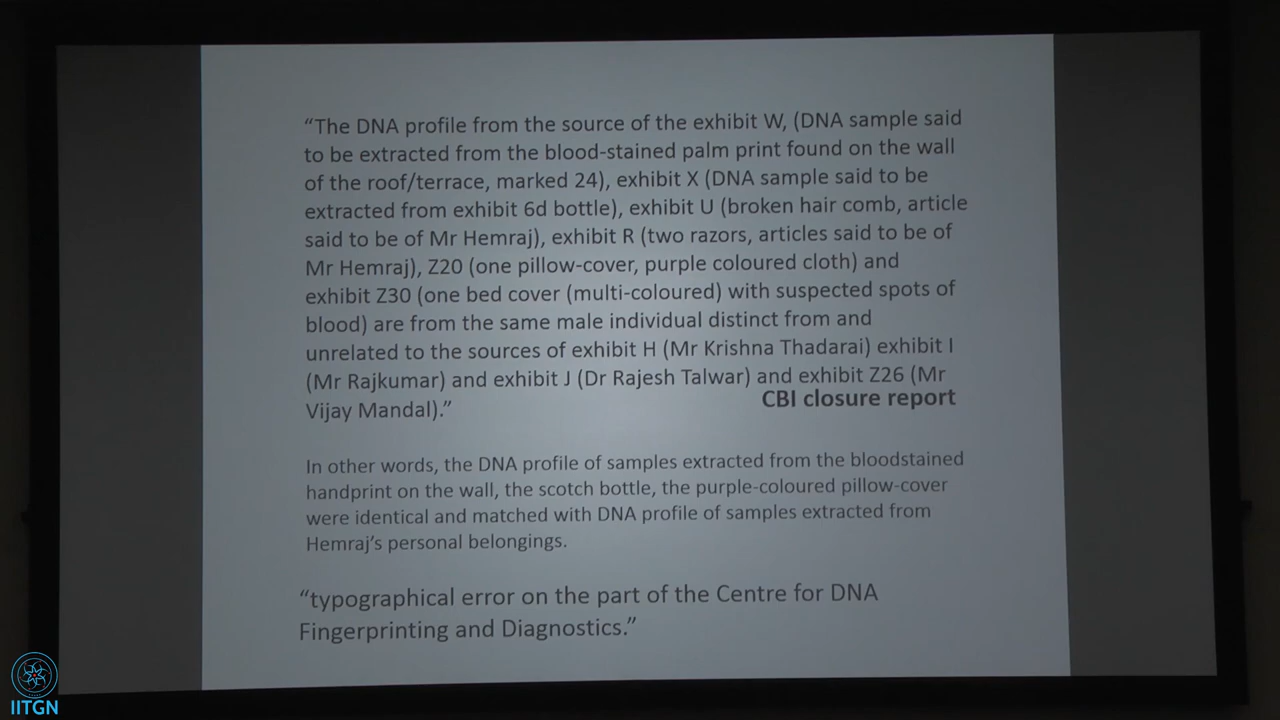 “The DNA profile from the source of the exhibit W, (DNA sample said
to be extracted from the blood-stained palm print found on the wall
of the roof/terrace, marked 24), exhibit X (DNA sample said to be
extracted from exhibit 6d bottle), exhibit U (broken hair comb, article
said to be of Mr Hemraj), exhibit R (two razors, articles said to be of
Mr Hemraj), Z20 (one pillow-cover, purple coloured cloth) and
exhibit Z30 (one bed cover (multi-coloured) with suspected spots of
blood) are from the same male individual distinct from and
unrelated to the sources of exhibit H (Mr Krishna Thadarai) exhibit I
(Mr Rajkumar) and exhibit J (Dr Rajesh Talwar) and exhibit Z26 (Mr
Vijay Mandal).”
CBI closure report
In other words, the DNA profile of samples extracted from the bloodstained
handprint on the wall, the scotch bottle, the purple-coloured pillow-cover
were identical and matched with DNA profile of samples extracted from
Hemraj’s personal belongings.
“typographical error on the part of the Centre for DNA
Fingerprinting and Diagnostics.”
IITGN